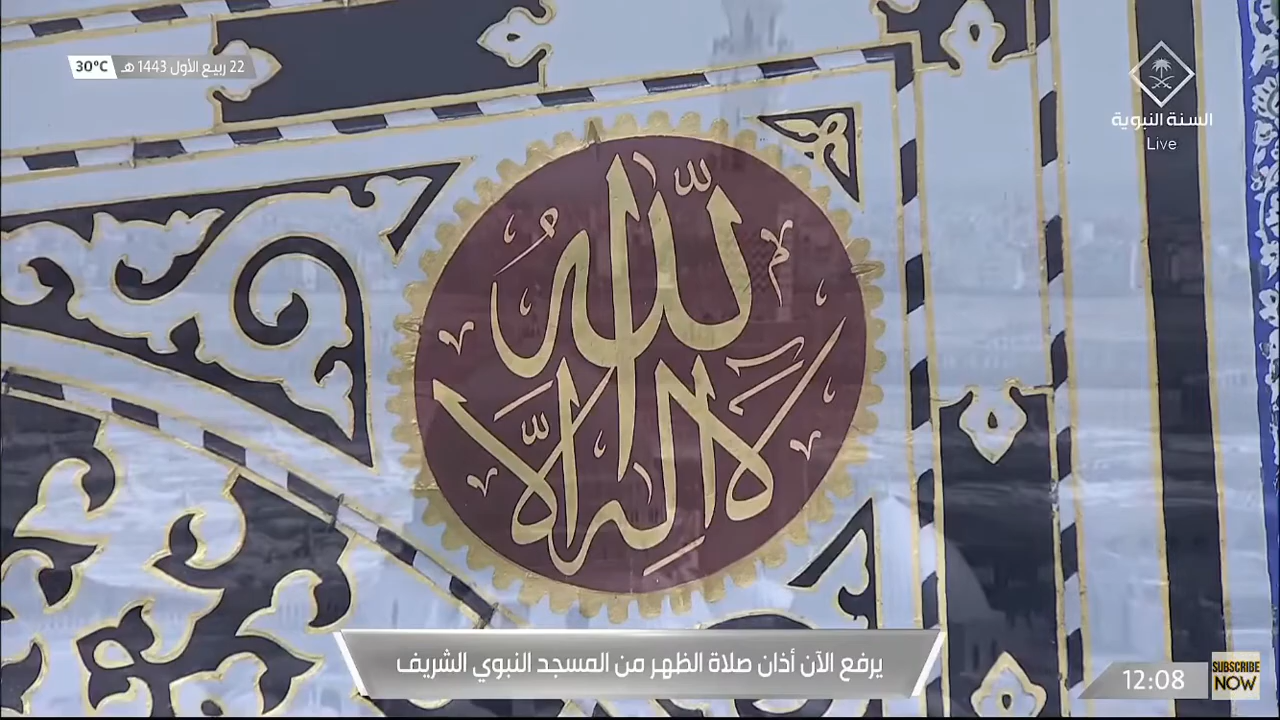 30°C
22 ربيع الأول 1443 هـ
السنة النبوية
Live
لا إله إلا
الله
يرفع الآن أذان صلاة الظهر من المسجد النبوي الشريف
12:08
SUBSCRIBE
NOW